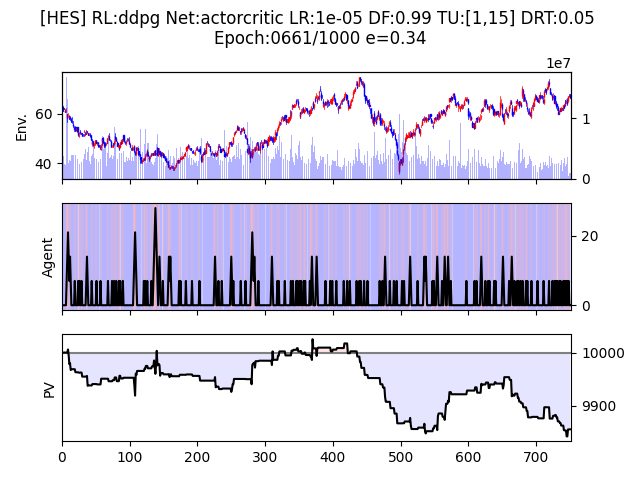 [HES] RL:ddpg Net:actorcritic LR:1e-05 DF:0.99 TU:[1,15] DRT:0.05
Epoch:0661/1000 e=0.34
1e7
Env.
60
40
1
0
Agent
20
0
PV
10000
9900
0 100 200 300 400 500 600 700